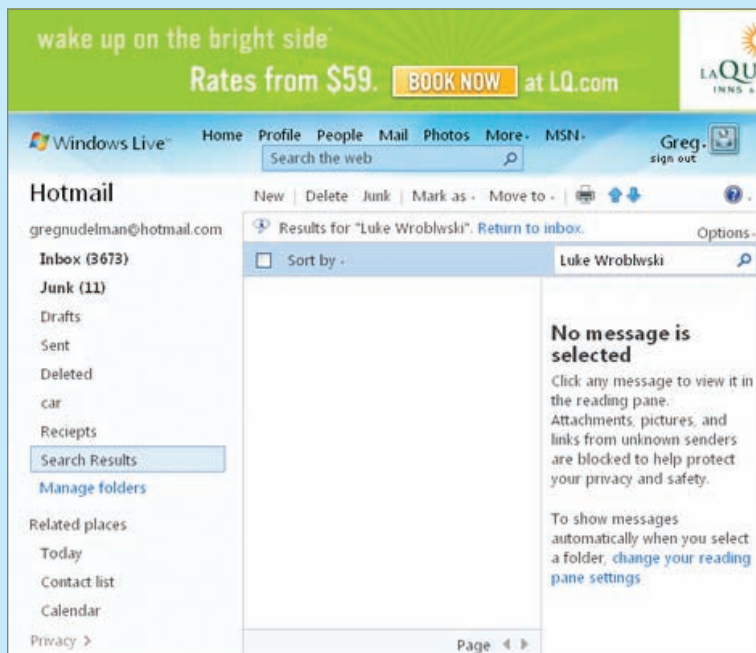 wake up on the bright side
Rates from $59. BOOK NOW at LQ.com
LAQU
INNS &
Windows Live™ Home Profile People Mail Photos More MSN
Greg
sign out
Search the web
Hotmail
New | Delete Junk | Mark as Move to
gregnudelman@hotmail.com
Results for "Luke Wroblwski". Return to inbox.
Options
Inbox (3673)
Sort by
Luke Wroblwski
Junk (11)
Drafts
Sent
Deleted
car
Reciepts
Search Results
Manage folders
Related places
Today
Contact list
Calendar
Privacy >
No message is
selected
Click any message to view it in
the reading pane.
Attachments, pictures, and
links from unknown senders
are blocked to help protect
your privacy and safety.
To show messages
automatically when you select
a folder, change your reading
pane settings
Page